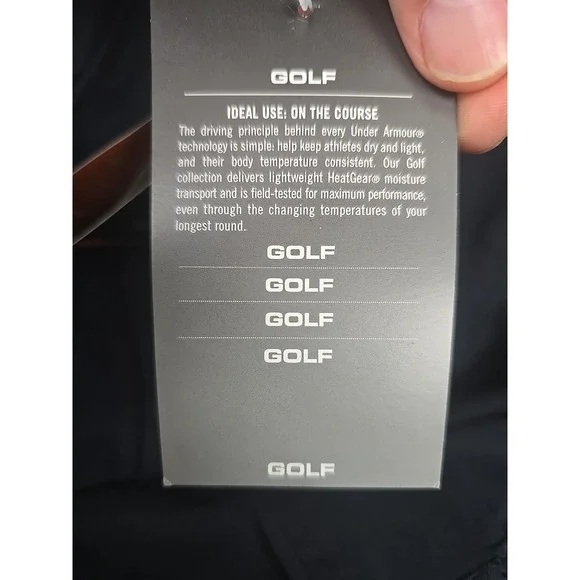 GOLF
IDEAL USE: ON THE COURSE
The driving principle behind every Under Armour®
technology is simple: help keep athletes dry and light,
and their body temperature consistent. Our Golf
collection delivers lightweight HeatGear® moisture
transport and is field-tested for maximum performance,
even through the changing temperatures of your
longest round.
GOLF
GOLF
GOLF
GOLF
GOLF